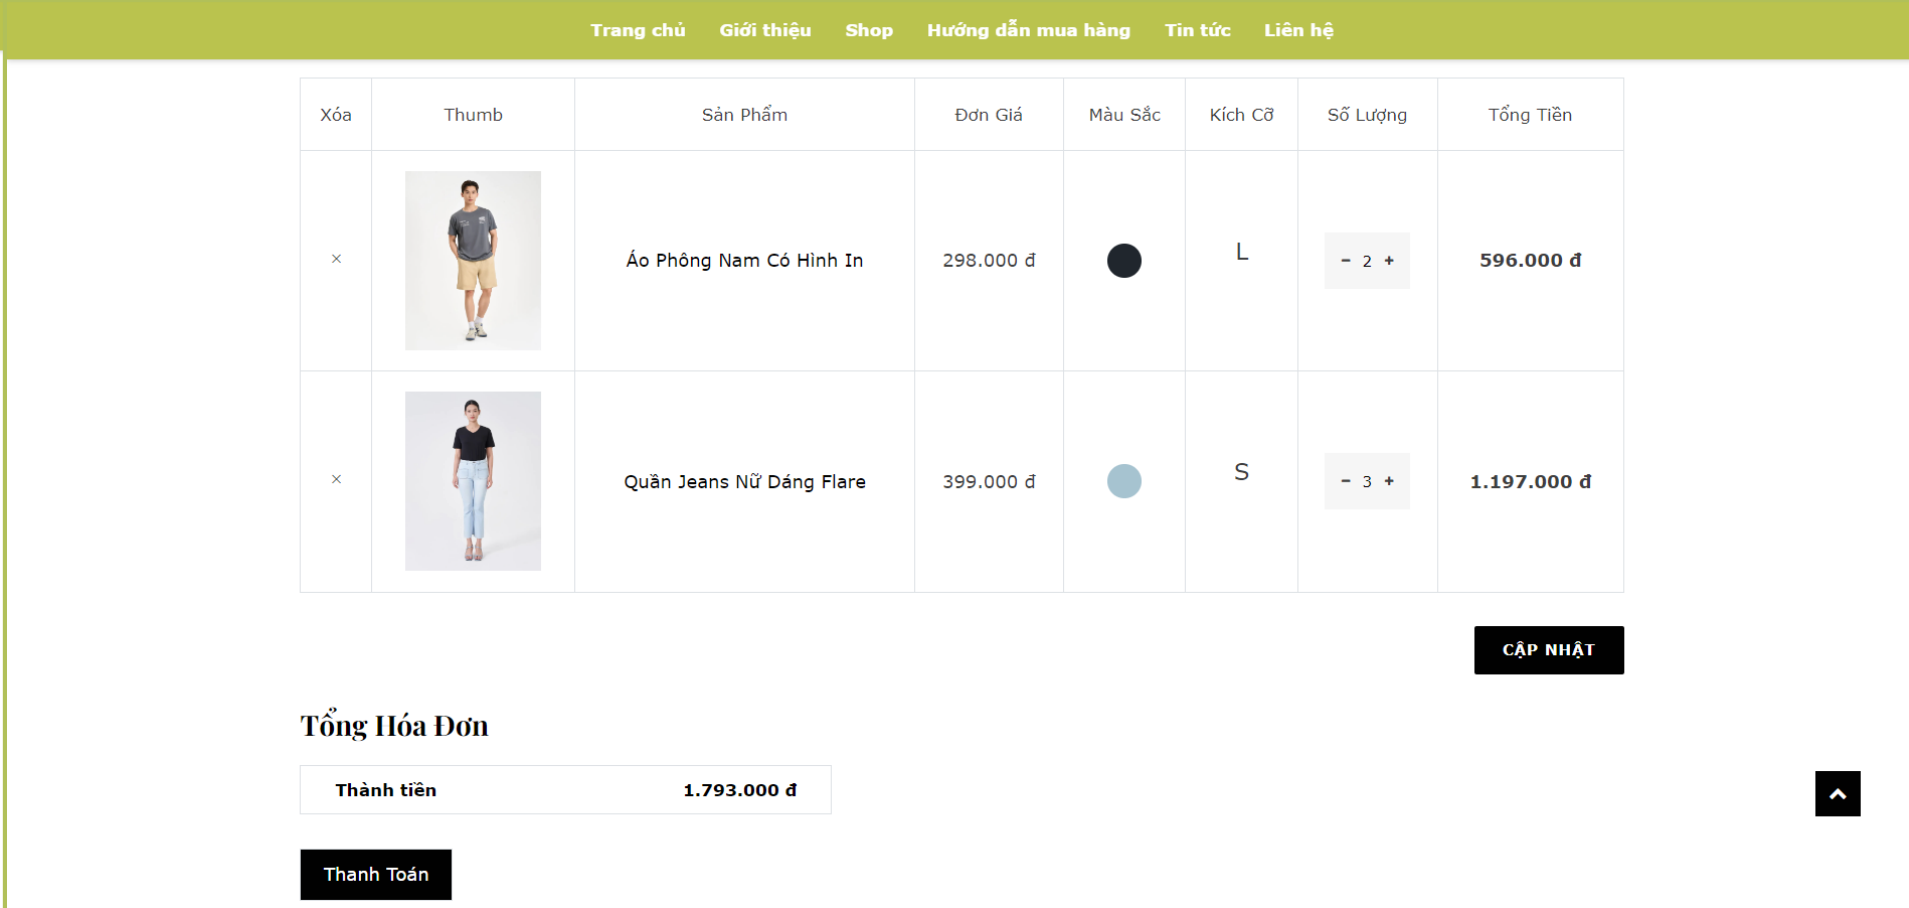 Trang chủ Giới thiệu Shop Hướng dẫn mua hàng Tin tức Liên hệ
Xóa Thumb Sản Phẩm Đơn Giá Màu Sắc Kích Cỡ Số Lượng Tổng Tiền
× Áo Phông Nam Có Hình In 298.000 đ L - 2 + 596.000 đ
× Quần Jeans Nữ Dáng Flare 399.000 đ S - 3 + 1.197.000 đ
CẬP NHẬT
Tổng Hóa Đơn
Thành tiền 1.793.000 đ
Thanh Toán